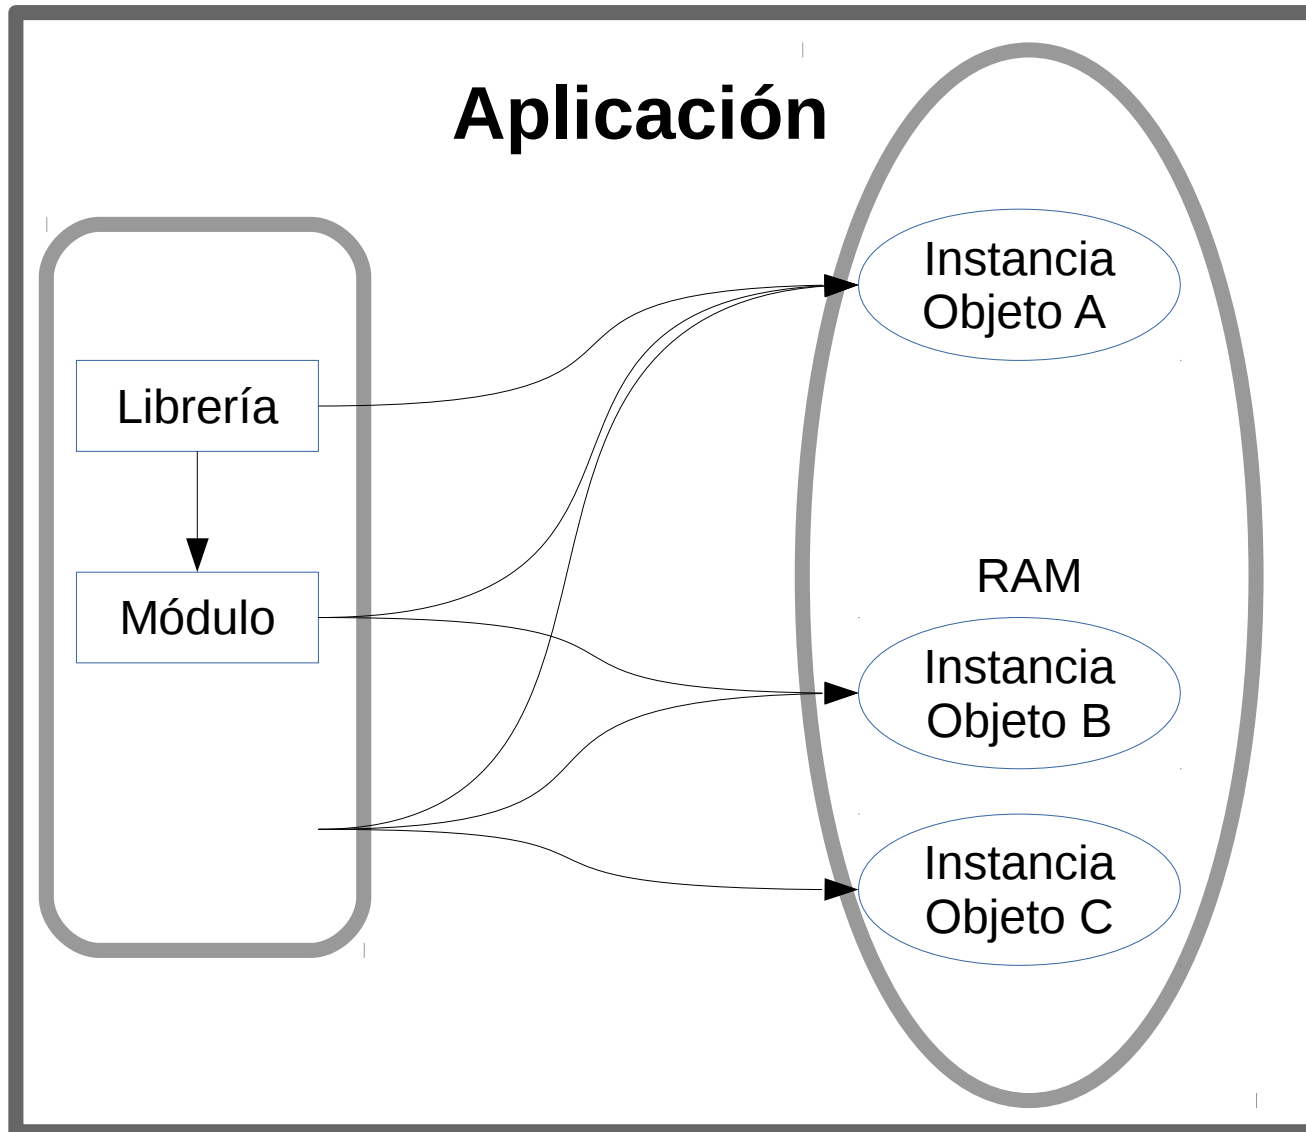 Aplicación
Librería
Módulo
Instancia
Objeto A
RAM
Instancia
Objeto B
Instancia
Objeto C